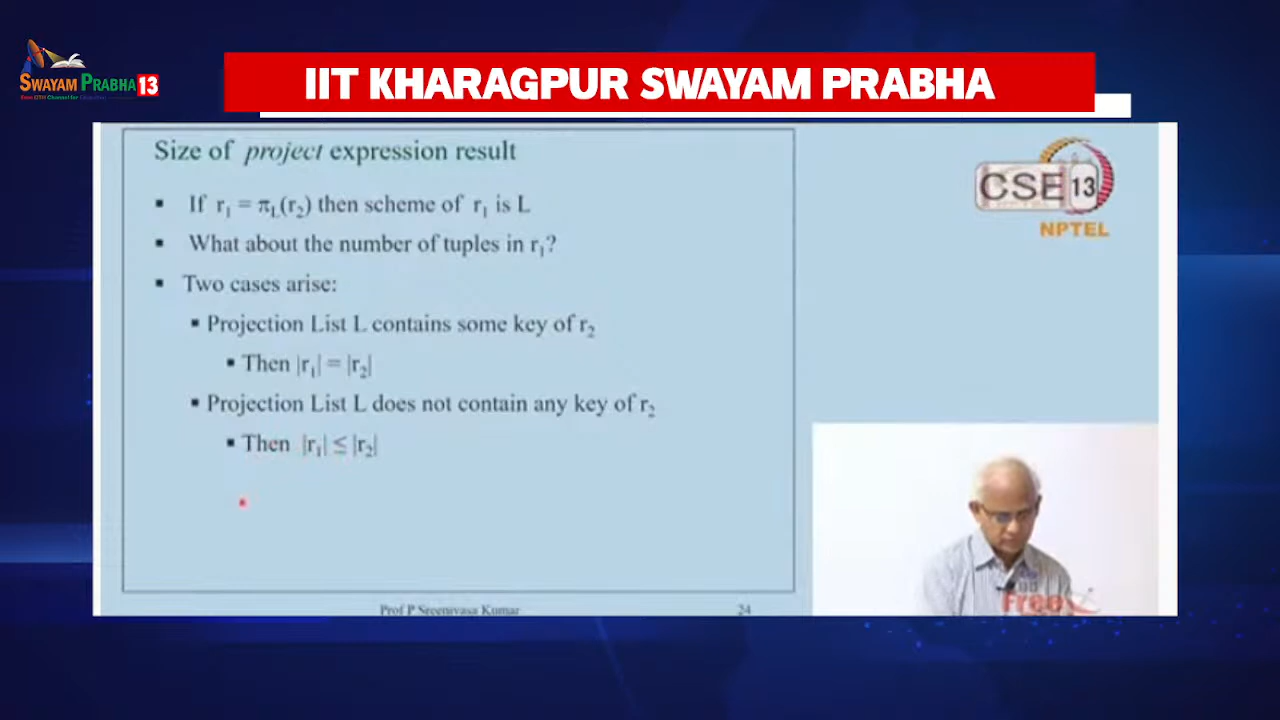 SWAYAM PRABHA 13
IIT KHARAGPUR SWAYAM PRABHA
CSE 13
NPTEL
Size of project expression result
▪ If r₁ = π_L(r₂) then scheme of r₁ is L
▪ What about the number of tuples in r₁?
▪ Two cases arise:
▪ Projection List L contains some key of r₂
▪ Then |r₁| = |r₂|
▪ Projection List L does not contain any key of r₂
▪ Then |r₁| ≤ |r₂|
Prof P Sreenivasa Kumar
24
Free